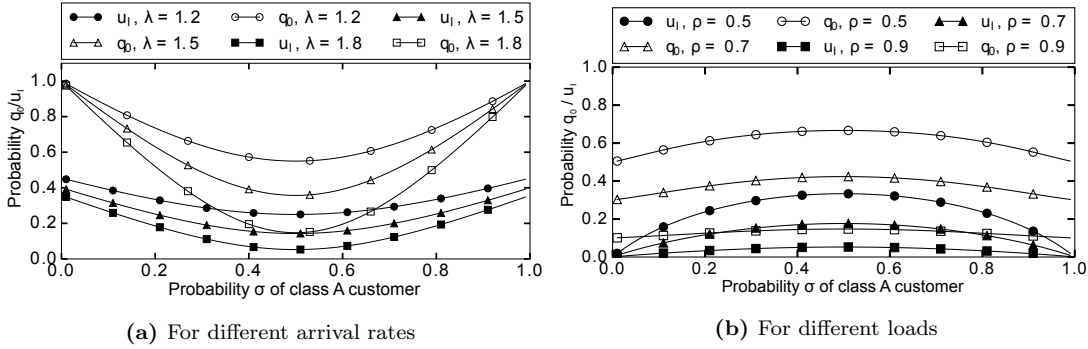 u_I, λ = 1.2 q_0, λ = 1.2 u_I, λ = 1.5
q_0, λ = 1.5 u_I, λ = 1.8 q_0, λ = 1.8
Probability q_0/u_I
1.0
0.8
0.6
0.4
0.2
0.0
0.0 0.2 0.4 0.6 0.8 1.0
Probability σ of class A customer
(a) For different arrival rates
u_I, ρ = 0.5 q_0, ρ = 0.5 u_I, ρ = 0.7
q_0, ρ = 0.7 u_I, ρ = 0.9 q_0, ρ = 0.9
Probability q_0 / u_I
1.0
0.8
0.6
0.4
0.2
0.0
0.0 0.2 0.4 0.6 0.8 1.0
Probability σ of class A customer
(b) For different loads